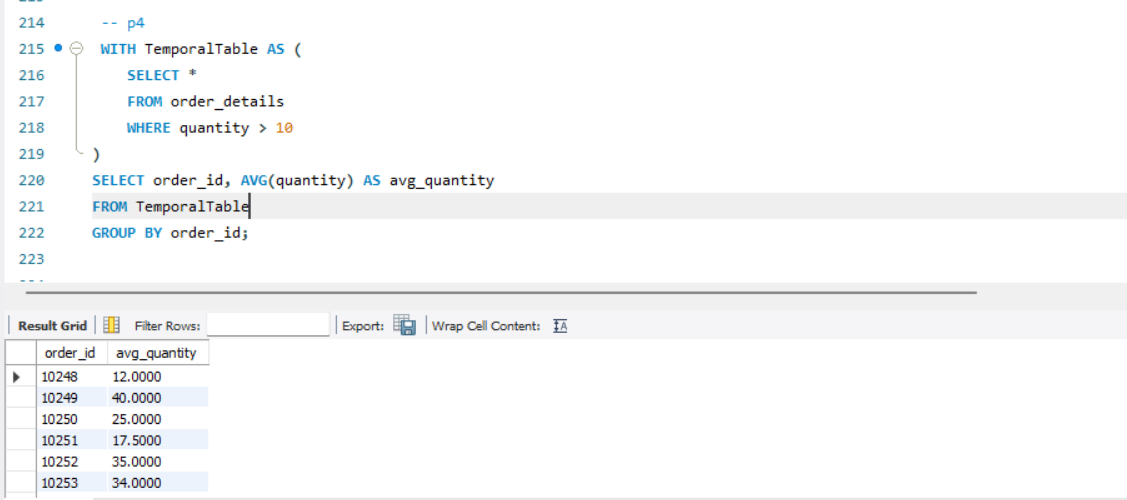 214 -- p4
215 WITH TemporalTable AS (
216 SELECT *
217 FROM order_details
218 WHERE quantity > 10
219 )
220 SELECT order_id, AVG(quantity) AS avg_quantity
221 FROM TemporalTable
222 GROUP BY order_id;
223
Result Grid Filter Rows: Export: Wrap Cell Content:
order_id avg_quantity
10248 12.0000
10249 40.0000
10250 25.0000
10251 17.5000
10252 35.0000
10253 34.0000